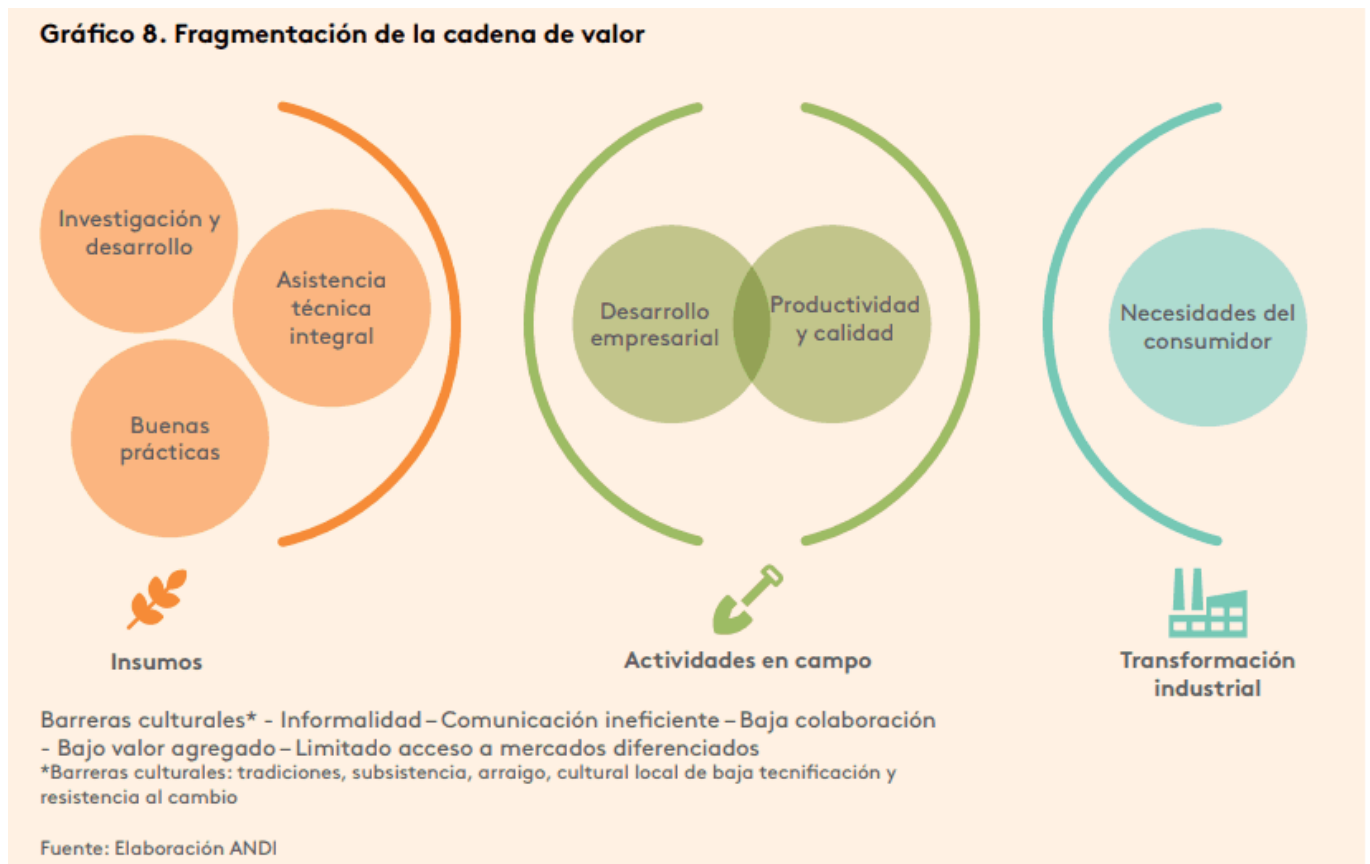 Gráfico 8. Fragmentación de la cadena de valor
Investigación y
desarrollo
Asistencia
técnica
integral
Buenas
prácticas
Desarrollo
empresarial
Productividad
y calidad
Necesidades del
consumidor
Insumos
Actividades en campo
Transformación
industrial
Barreras culturales* - Informalidad – Comunicación ineficiente – Baja colaboración
- Bajo valor agregado – Limitado acceso a mercados diferenciados
*Barreras culturales: tradiciones, subsistencia, arraigo, cultural local de baja tecnificación y
resistencia al cambio
Fuente: Elaboración ANDI